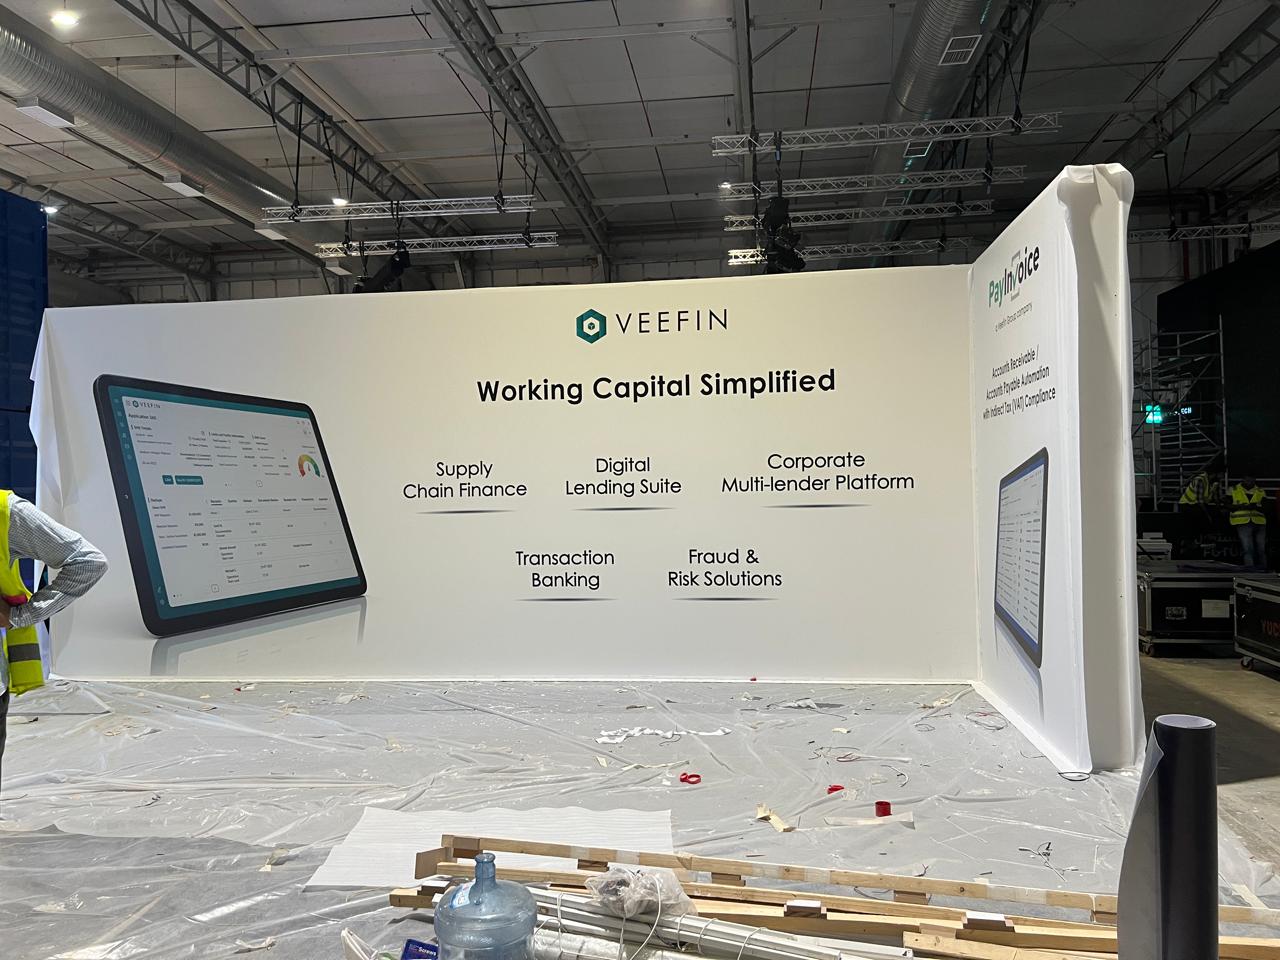 VEEFIN
Working Capital Simplified
Supply
Chain Finance
Digital
Lending Suite
Corporate
Multi-lender Platform
Transaction
Banking
Fraud &
Risk Solutions
VEEFIN
PayInvoice
a Veefin Group company
Accounts Receivable /
Accounts Payable Automation
with Indirect Tax (VAT) Compliance